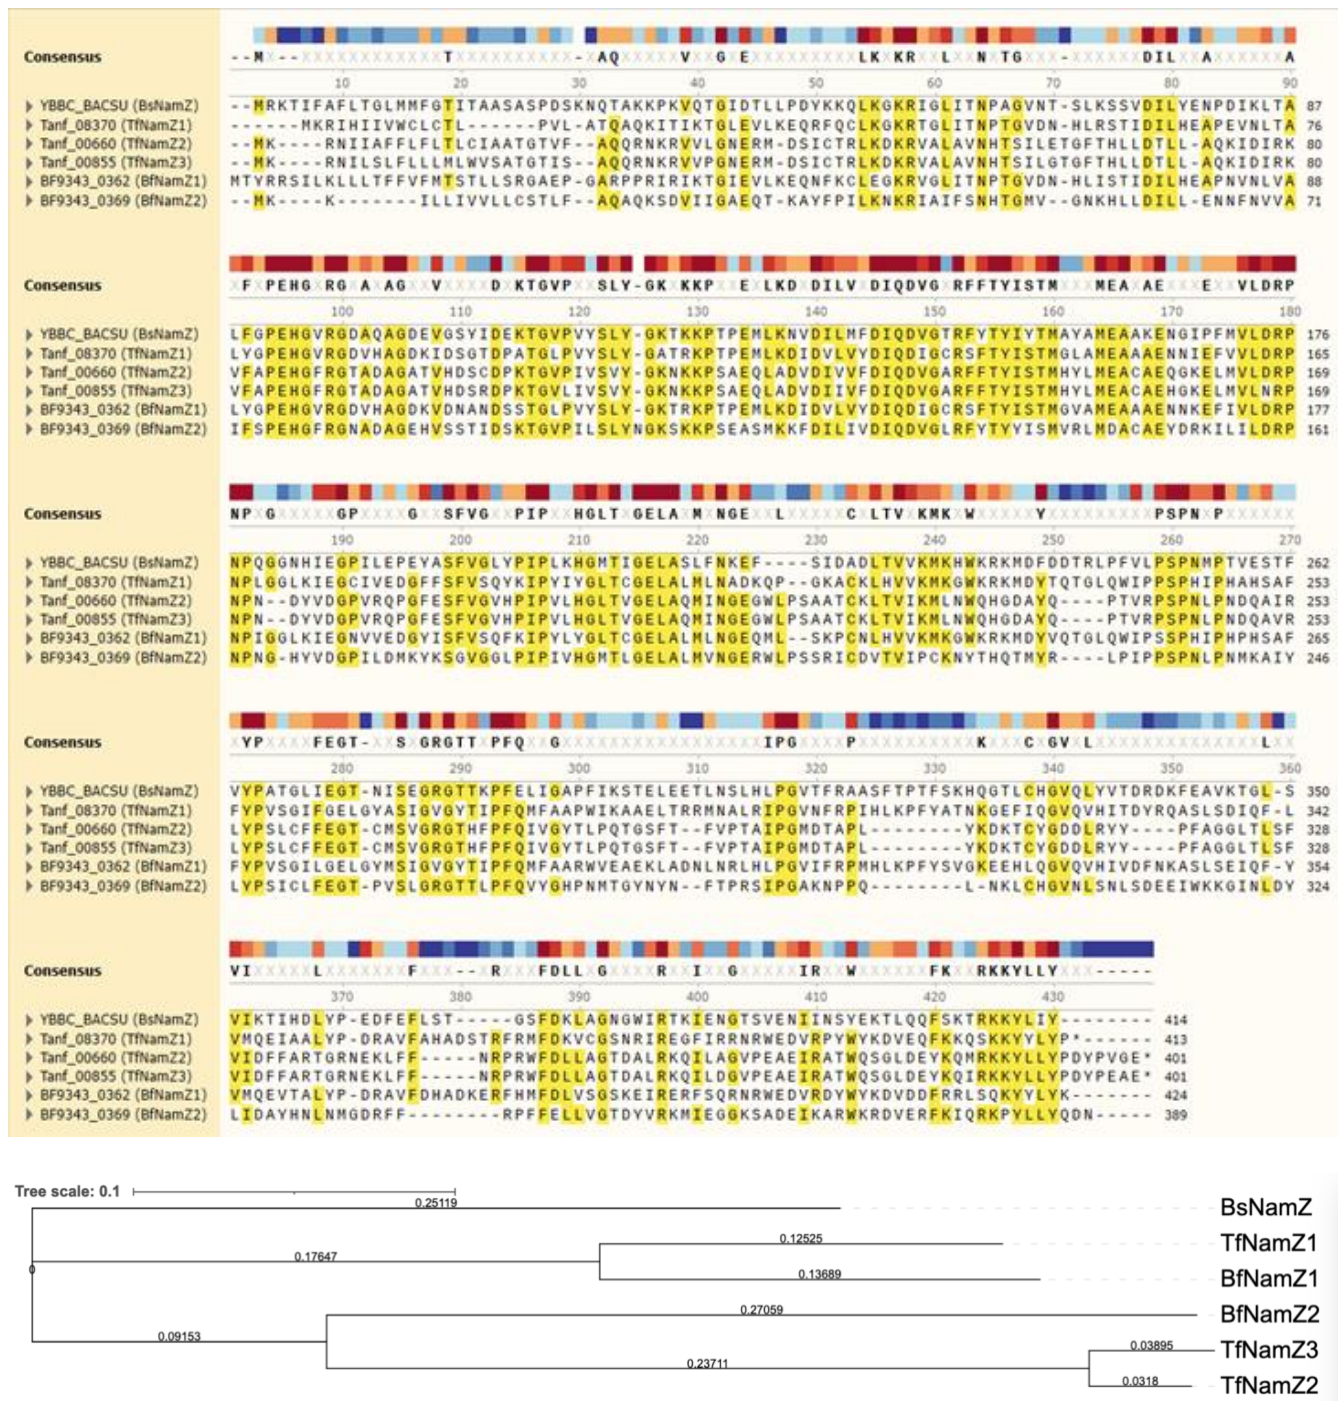 Consensus --MX--XXXXXXXXXXXXTXXXXXXXXXX-AQXXXXXVXXGXEXXXXXXXXXLKXKRXXLXXNXTGXXX-XXXXXXDILXXAXXXXXXA
10 20 30 40 50 60 70 80 90
YBBC_BACSU (BsNamZ) --MRKTIFAFLTGLMMFGTITAASASPDSKNQTAKKPKVQTGIDTLLPDYKKQLKGKRIGLITNPAGVNT-SLKSSVDILYENPDIKLTA 87
Tanf_08370 (TfNamZ1) ------MKRIHIIVWCLCTL------PVL-ATQAQKITIKTGLEVLKEQRFQCLKGKRTGLITNPTGVDN-HLRSTIDILHEAPEVNLTA 76
Tanf_00660 (TfNamZ2) --MK----RNIIAFFLFLTLCIAATGTVF-AQQRNKRVVLGNERM-DSICTRLKDKRVALAVNHTSILETGFTHLLDTLL-AQKIDIRK 80
Tanf_00855 (TfNamZ3) --MK----RNILSLFLLLMLWVSATGTIS-AQQRNKRVVPGNERM-DSICTRLKGKRVALAVNHTSILGTGFTHLLDTLL-AQKIDIRK 80
BF9343_0362 (BfNamZ1) MTYRRSILKLLLTFFVFMTSTLLSRGAEP-GARPPRIRIKTGIEVLKEQNFKCLEGKRVGLITNPTGVDN-HLISTIDILHEAPNVNLVA 88
BF9343_0369 (BfNamZ2) --MK----K-------ILLIVVLLCSTLF--AQAQKSDVIIGAEQT-KAYFPILKNKRIAIFSNHTGMV--GNKHLLDILL-ENNFNVVA 71
Consensus XFXPEHGXRGXAXAGXXVXXXXDXKTGVPXXSLY-GKXKKPXXEXLKDXDILVXDIQDVGXRFFTYISTMXXXMEAXAEXXXEXXVLDRP
100 110 120 130 140 150 160 170 180
YBBC_BACSU (BsNamZ) LFGPEHGVRGDAQAGDEVGSYIDEKTGVPVYSLY-GKTKKPTPEMLKNVDILMFDIQDVGTRFYTYIYTMAYAMEAAKENGIPFMVLDRP 176
Tanf_08370 (TfNamZ1) LYGPEHGVRGDVHAGDKIDSGTDPATGLPVYSLY-GATRKPTPEMLKDIDVLVYDIQDIGCRSFTYISTMGLAMEAAAENNIEFVVLDRP 165
Tanf_00660 (TfNamZ2) VFAPEHGFRGTADAGATVHDSCDPKTGVPIVSVY-GKNKKPSAEQLADVDIVVFDIQDVGARFFTYISTMHYLMEACAEQGKELMVLDRP 169
Tanf_00855 (TfNamZ3) VFAPEHGFRGTADAGATVHDSRDPKTGVLIVSVY-GKNKKPSAEQLADVDIIVFDIQDVGARFFTYISTMHYLMEACAEHGKELMVLNRP 169
BF9343_0362 (BfNamZ1) LYGPEHGVRGDVHAGDKVDNANDSSTGLPVYSLY-GKTRKPTPEMLKDIDVLVYDIQDIGCRSFTYISTMGVAMEAAAENNKEFIVLDRP 177
BF9343_0369 (BfNamZ2) IFSPEHGFRGNADAGEHVSSTIDSKTGVPILSLYNGKSKKPSEASMKKFDILIVDIQDVGLRFYTYYISMVRLMDACAEYDRKILILDRP 161
Consensus NPXGXXXXXGPXXXXGXXSFVGXXPIPXXHGLTXGELAXMXNGEXXLXXXXXCXLTVXKMKXWXXXXXYXXXXXXXXXPSPNXPXXXXXX
190 200 210 220 230 240 250 260 270
YBBC_BACSU (BsNamZ) NPQGGNHIEGPILEPEYASFVGLYPIPLKHGMTIGELASLFNKEF----SIDADLTVVKMKHWKRKMDFDDTRLPFVLPSPNMPTVESTF 262
Tanf_08370 (TfNamZ1) NPLGGLKIEGCIVEDGFFSFVSQYKIPYIYGLTCGELALMLNADKQP--GKACKLHVVKMKGWKRKMDYTQTGLQWIPPSPHIPHAHSAF 253
Tanf_00660 (TfNamZ2) NPN--DYVDGPVRQPGFESFVGVHPIPVLHGLTVGELAQMINGEGWLPSAATCKLTVIKMLNWQHGDAYQ----PTVRPSPNLPNDQAIR 253
Tanf_00855 (TfNamZ3) NPN--DYVDGPVRQPGFESFVGVHPIPVLHGLTVGELAQMINGEGWLPSAATCKLTVIKMLNWQHGDAYQ----PTVRPSPNLPNDQAVR 253
BF9343_0362 (BfNamZ1) NPIGGLKIEGNVVEDGYISFVSQFKIPYLYGLTCGELALMLNGEQML--SKPCNLHVVKMKGWKRKMDYVQTGLQWIPSSPHIPHPHSAF 265
BF9343_0369 (BfNamZ2) NPNG-HYVDGPILDMKYKSGVGGLPIPIVHGMTLGELALMVNGERWLPSSRICDVTVIPCKNYTHQTMYR----LPIPPSPNLPNMKAIY 246
Consensus XYPXXXXFEGT-XXSXGRGTTXPFQXXGXXXXXXXXXXXXXXXXXIPGXXXXPXXXXXXXXXXKXXXCXGVXLXXXXXXXXXXXXXXLXX
280 290 300 310 320 330 340 350 360
YBBC_BACSU (BsNamZ) VYPATGLIEGT-NISEGRGTTKPFELIGAPFIKSTELEETLNSLHLPGVTFRAASFTPTFSKHQGTLCHGVQLYVTDRDKFEAVKTGL-S 350
Tanf_08370 (TfNamZ1) FYPVSGIFGELGYASIGVGYTIPFQMFAAPWIKAAELTRRMNALRIPGVNFRPIHLKPFYATNKGEFIQGVQVHITDYRQASLSDIQF-L 342
Tanf_00660 (TfNamZ2) LYPSLCFFEGT-CMSVGRGTHFPFQIVGYTLPQTGSFT--FVPTAIPGMDTAPL--------YKDKTCYGDDLRYY----PFAGGLTLSF 328
Tanf_00855 (TfNamZ3) LYPSLCFFEGT-CMSVGRGTHFPFQIVGYTLPQTGSFT--FVPTAIPGMDTAPL--------YKDKTCYGDDLRYY----PFAGGLTLSF 328
BF9343_0362 (BfNamZ1) FYPVSGILGELGYMSIGVGYTIPFQMFAARWVEAEKLADNLNRLHLPGVIFRPMHLKPFYSVGKEEHLQGVQVHIVDFNKASLSEIQF-Y 354
BF9343_0369 (BfNamZ2) LYPSICLFEGT-PVSLGRGTTLPFQVYGHPNMTGYNYN--FTPRSIPGAKNPPQ--------L-NKLCHGVNLSNLSDEEIWKKGINLDY 324
Consensus VIXXXXXLXXXXXXXFXXX---RXXXFDLLXGXXXXRXXIXXGXXXXXIRXXWXXXXXXFKXXRKKYLLYXXX-----
370 380 390 400 410 420 430
YBBC_BACSU (BsNamZ) VIKTIHDLYP-EDFEFLST-----GSFDKLAGNGWIRTKIENGTSVENIINSYEKTLQQFSKTRKKYLIY-------- 414
Tanf_08370 (TfNamZ1) VMQEIAALYP-DRAVFAHADSTRFRMFDKVCGSNRIREGFIRRNRWEDVRPYWYKDVEQFKKQSKKYYLYP*------ 413
Tanf_00660 (TfNamZ2) VIDFFARTGRNEKLFF-----NRPRWFDLLAGTDALRKQILAGVPEAEIRATWQSGLDEYKQMRKKYLLYPDYPVGE* 401
Tanf_00855 (TfNamZ3) VIDFFARTGRNEKLFF-----NRPRWFDLLAGTDALRKQILDGVPEAEIRATWQSGLDEYKQIRKKYLLYPDYPEAE* 401
BF9343_0362 (BfNamZ1) VMQEVTALYP-DRAVFDHADKERFHMFDLVSGSKEIRERFSQRNRWEDVRDYWYKDVDDFRRLSQKYYLYK------- 424
BF9343_0369 (BfNamZ2) LIDAYHNLNMGDRFF--------RPFFELLVGTDYVRKMIEGGKSADEIKARWKRDVERFKIQRKPYLLYQDN----- 389
Tree scale: 0.1
0.25119 BsNamZ
0.12525 TfNamZ1
0.17647
0
0.13689 BfNamZ1
0.27059 BfNamZ2
0.09153
0.03895 TfNamZ3
0.23711
0.0318 TfNamZ2